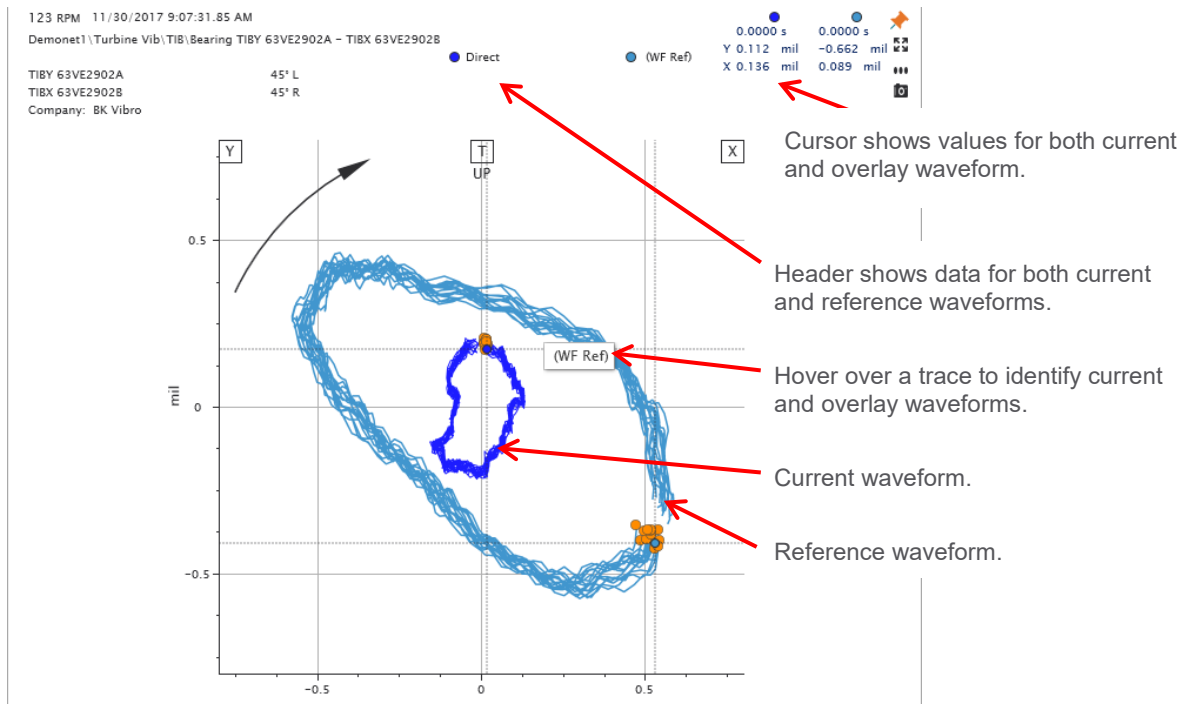 123 RPM 11/30/2017 9:07:31.85 AM
Demonet1\Turbine Vib\TIB\Bearing TIBY 63VE2902A - TIBX 63VE2902B
Direct
(WF Ref)
0.0000 s 0.0000 s
Y 0.112 mil -0.662 mil
X 0.136 mil 0.089 mil
TIBY 63VE2902A 45° L
TIBX 63VE2902B 45° R
Company: BK Vibro
Cursor shows values for both current
and overlay waveform.
Y
T
X
UP
0.5
Header shows data for both current
and reference waveforms.
(WF Ref)
Hover over a trace to identify current
and overlay waveforms.
mil
0
Current waveform.
Reference waveform.
-0.5
-0.5 0 0.5